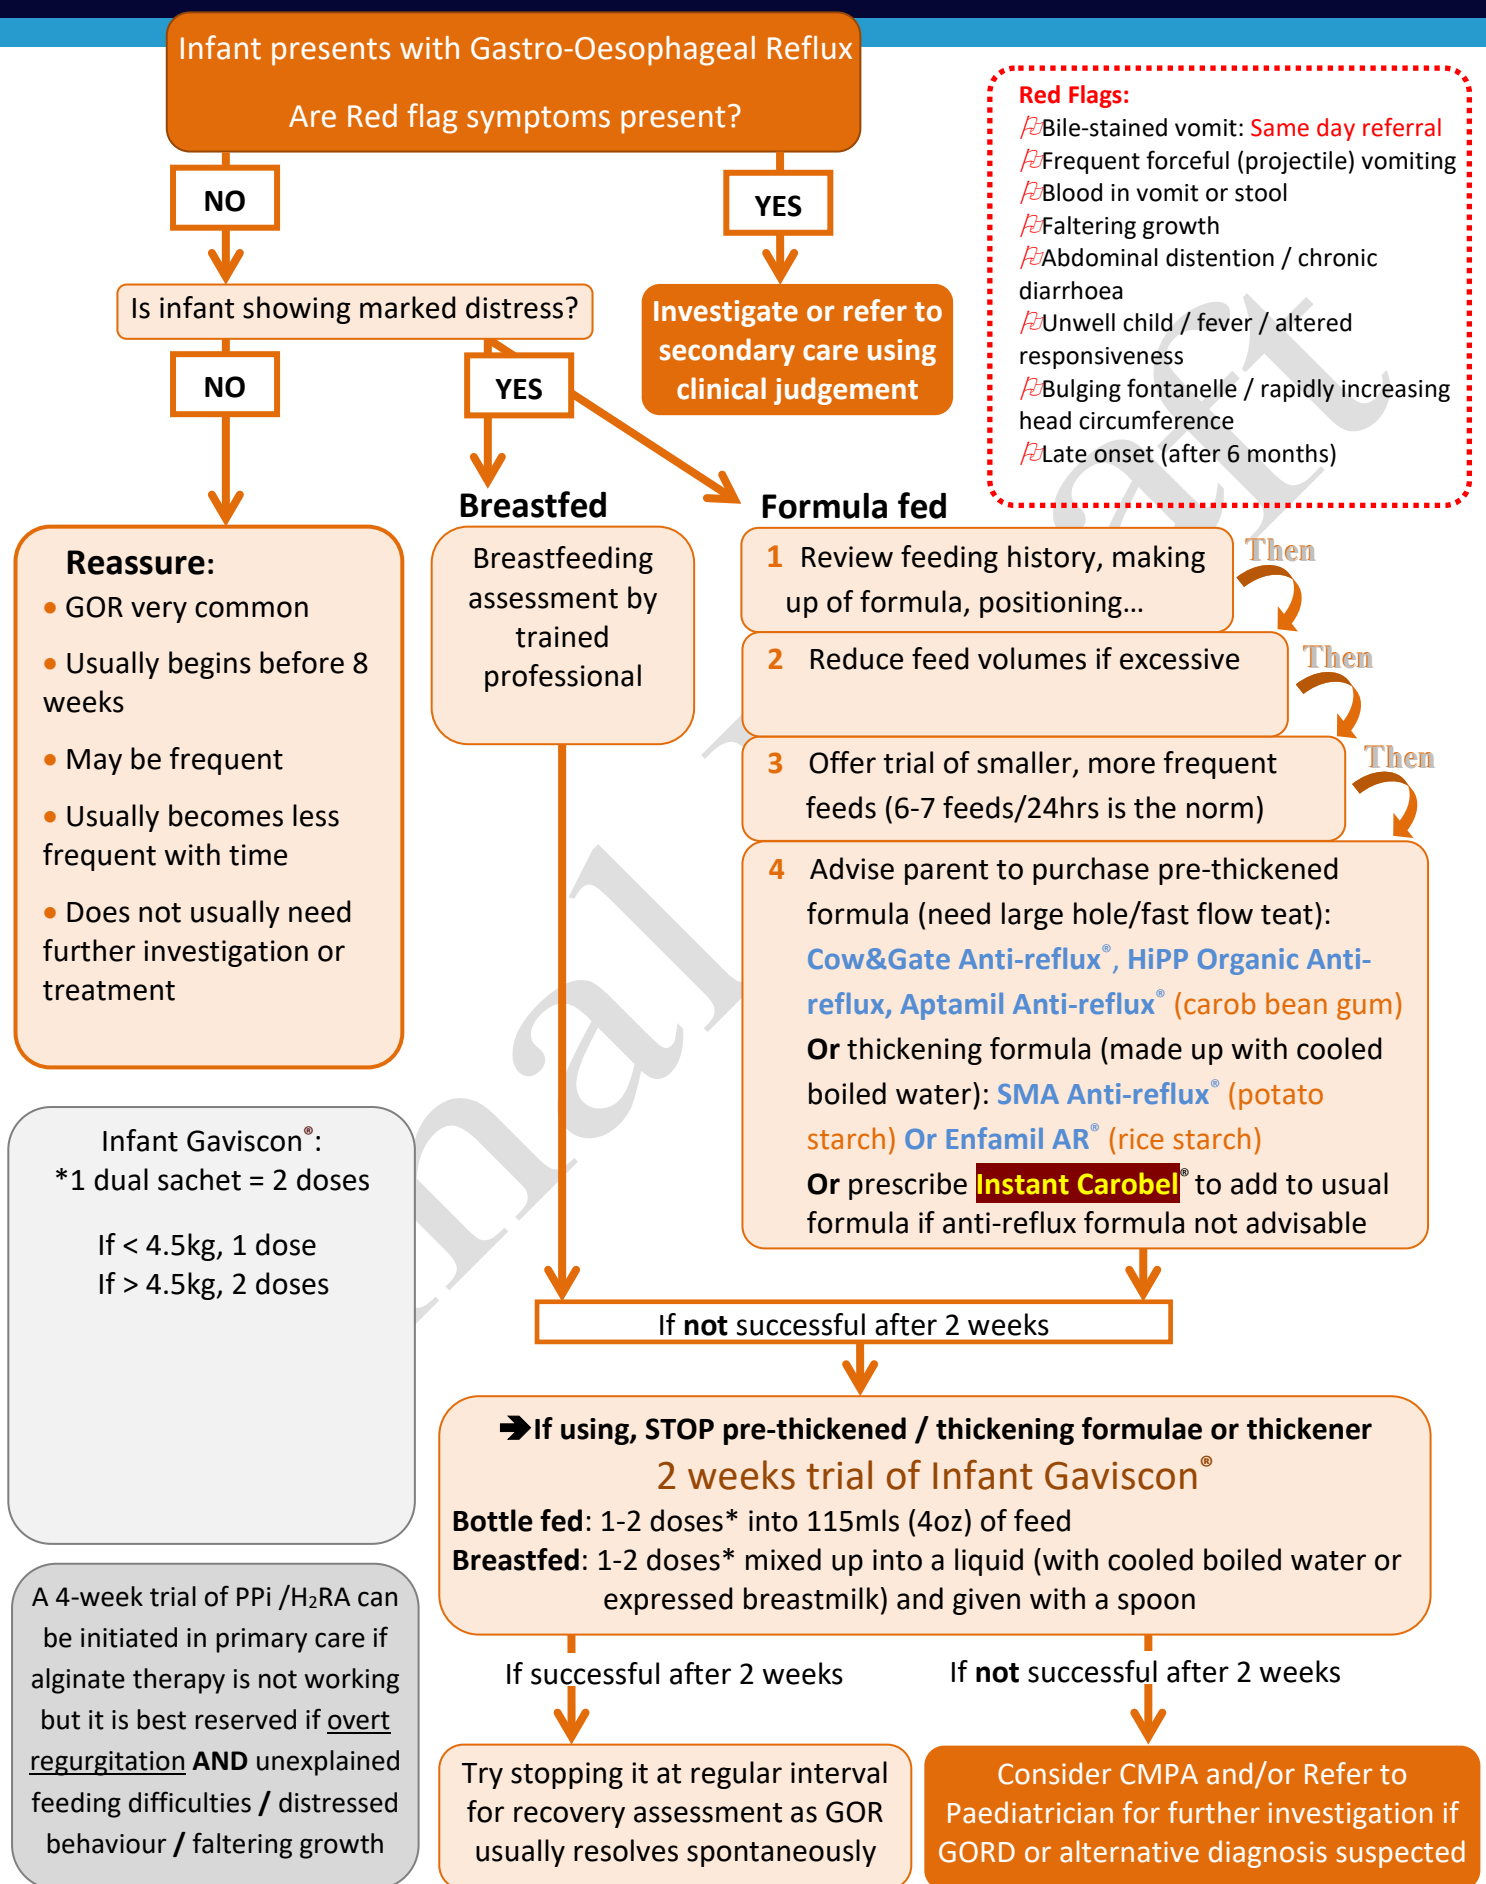 Infant presents with Gastro-Oesophageal Reflux
Are Red flag symptoms present?
NO
YES
Red Flags:
Bile-stained vomit: Same day referral
Frequent forceful (projectile) vomiting
Blood in vomit or stool
Faltering growth
Abdominal distention / chronic
diarrhoea
Unwell child / fever / altered
responsiveness
Bulging fontanelle / rapidly increasing
head circumference
Late onset (after 6 months)
Is infant showing marked distress?
Investigate or refer to
secondary care using
clinical judgement
NO
YES
Reassure:
• GOR very common
• Usually begins before 8
weeks
• May be frequent
• Usually becomes less
frequent with time
• Does not usually need
further investigation or
treatment
Breastfed
Breastfeeding
assessment by
trained
professional
Formula fed
1 Review feeding history, making
up of formula, positioning...
Then
2 Reduce feed volumes if excessive
Then
3 Offer trial of smaller, more frequent
feeds (6-7 feeds/24hrs is the norm)
Then
4 Advise parent to purchase pre-thickened
formula (need large hole/fast flow teat):
Cow&Gate Anti-reflux®, HiPP Organic Anti-
reflux, Aptamil Anti-reflux® (carob bean gum)
Or thickening formula (made up with cooled
boiled water): SMA Anti-reflux® (potato
starch) Or Enfamil AR® (rice starch)
Or prescribe Instant Carobel® to add to usual
formula if anti-reflux formula not advisable
Infant Gaviscon®:
*1 dual sachet = 2 doses
If < 4.5kg, 1 dose
If > 4.5kg, 2 doses
If not successful after 2 weeks
➔If using, STOP pre-thickened / thickening formulae or thickener
2 weeks trial of Infant Gaviscon®
Bottle fed: 1-2 doses* into 115mls (4oz) of feed
Breastfed: 1-2 doses* mixed up into a liquid (with cooled boiled water or
expressed breastmilk) and given with a spoon
A 4-week trial of PPi /H₂RA can
be initiated in primary care if
alginate therapy is not working
but it is best reserved if overt
regurgitation AND unexplained
feeding difficulties / distressed
behaviour / faltering growth
If successful after 2 weeks
If not successful after 2 weeks
Try stopping it at regular interval
for recovery assessment as GOR
usually resolves spontaneously
Consider CMPA and/or Refer to
Paediatrician for further investigation if
GORD or alternative diagnosis suspected